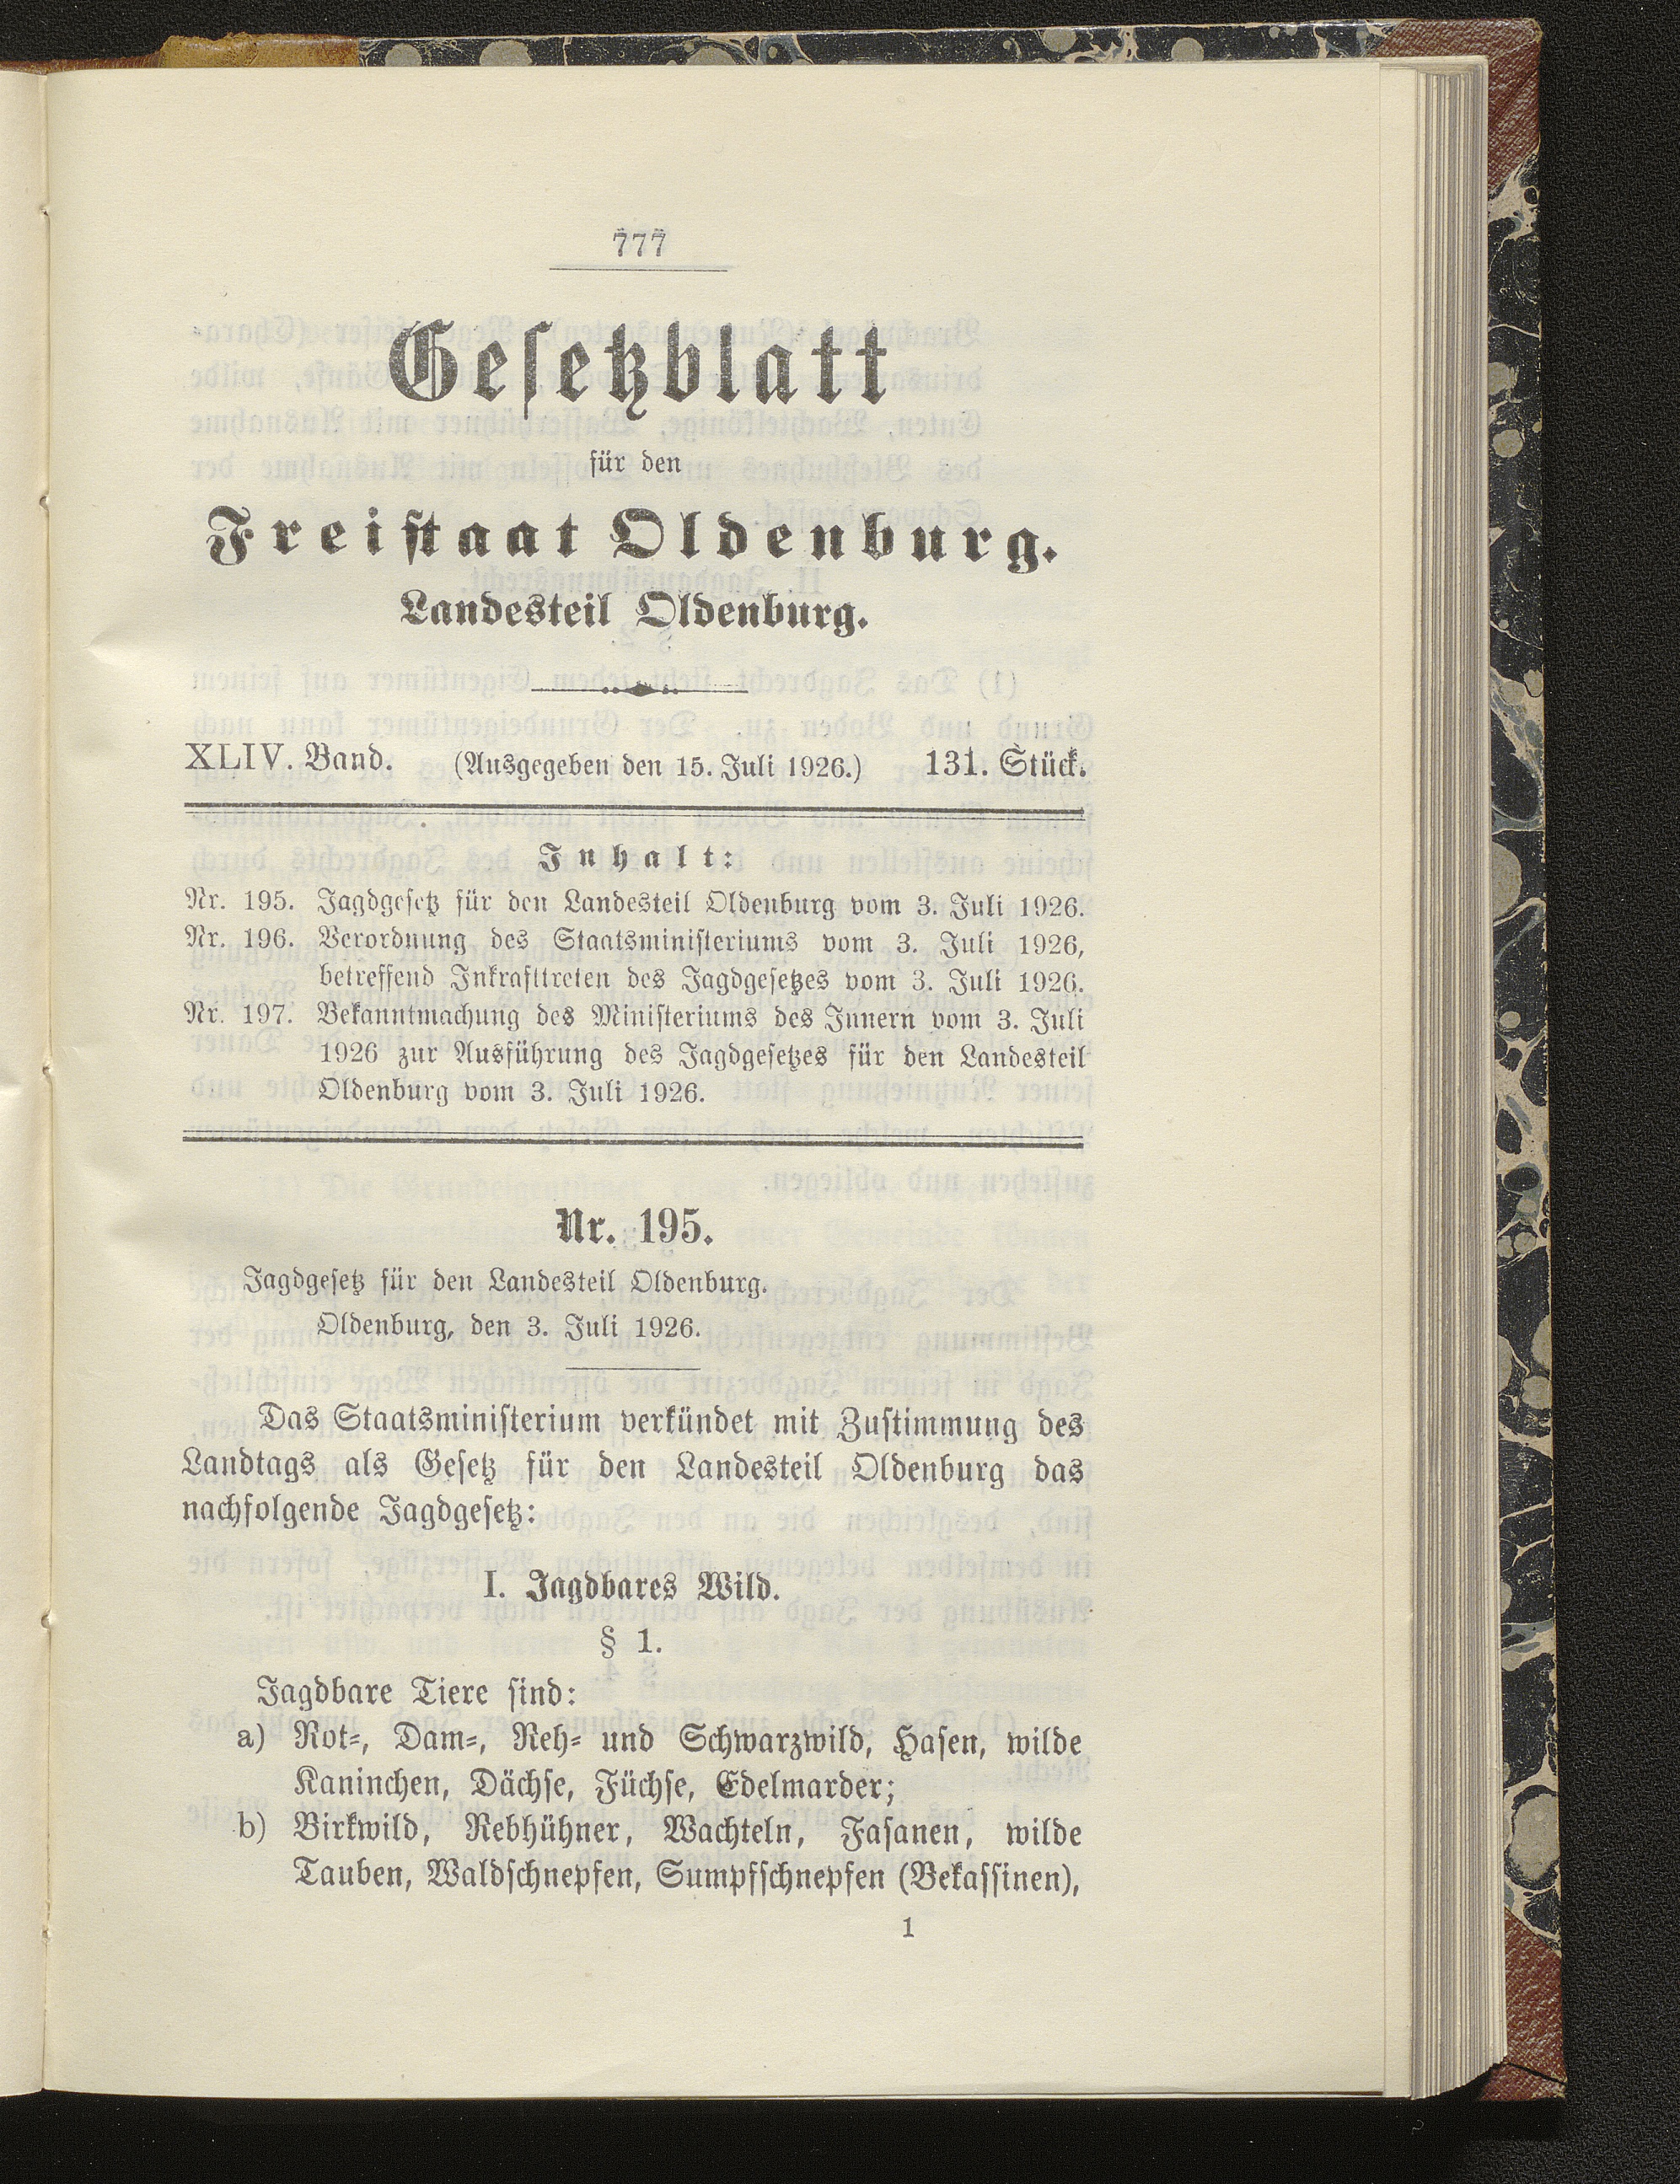 777
Gesetzblatt
für den
Freistaat Oldenburg.
Landesteil Oldenburg.
XLIV. Band. (Ausgegeben den 15. Juli 1926.) 131. Stück.
Inhalt:
Nr. 195. Jagdgesetz für den Landesteil Oldenburg vom 3. Juli 1926.
Nr. 196. Verordnung des Staatsministeriums vom 3. Juli 1926,
betreffend Inkrafttreten des Jagdgesetzes vom 3. Juli 1926.
Nr. 197. Bekanntmachung des Ministeriums des Innern vom 3. Juli
1926 zur Ausführung des Jagdgesetzes für den Landesteil
Oldenburg vom 3. Juli 1926.
Nr. 195.
Jagdgesetz für den Landesteil Oldenburg.
Oldenburg, den 3. Juli 1926.
Das Staatsministerium verkündet mit Zustimmung des
Landtags als Gesetz für den Landesteil Oldenburg das
nachfolgende Jagdgesetz:
I. Jagdbares Wild.
§ 1.
Jagdbare Tiere sind:
a) Rot-, Dam-, Reh- und Schwarzwild, Hasen, wilde
Kaninchen, Dächse, Füchse, Edelmarder;
b) Birkwild, Rebhühner, Wachteln, Fasanen, wilde
Tauben, Waldschnepfen, Sumpfschnepfen (Bekassinen),
1